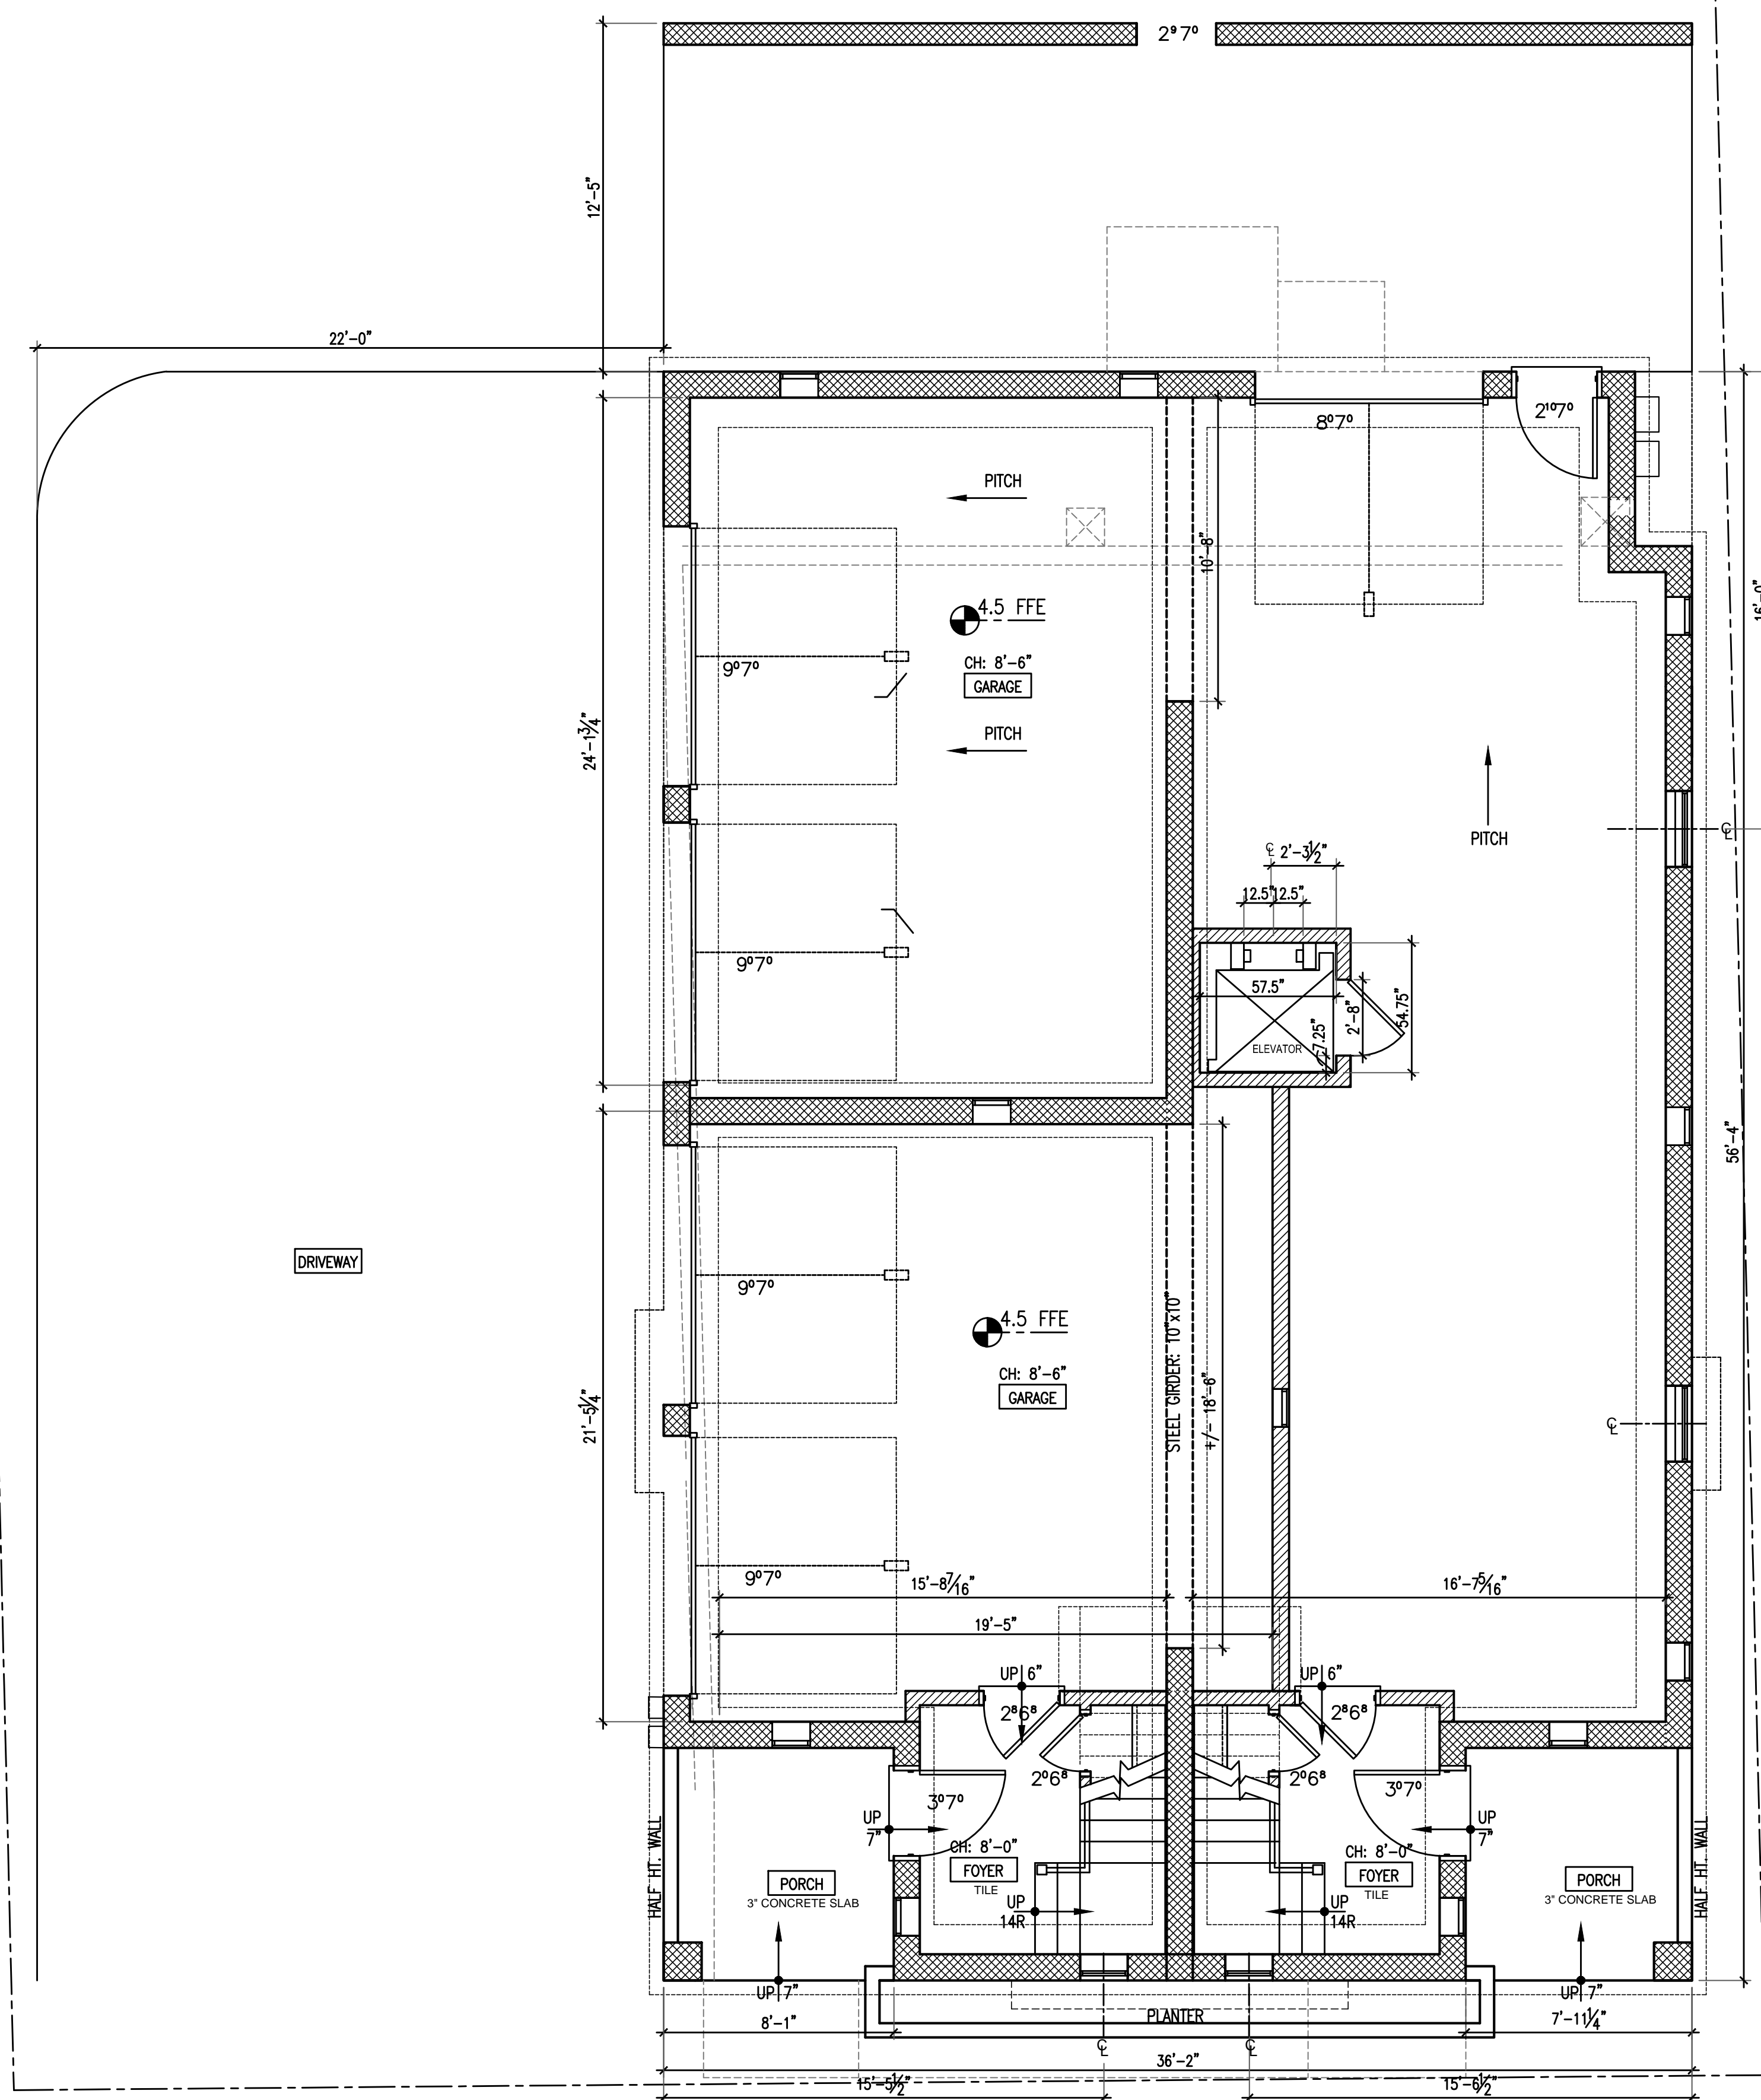 2⁹7⁰
12'-5"
22'-0"
8⁰7⁰
2¹⁰7⁰
PITCH
10'-8"
16'-0"
4.5 FFE
CH: 8'-6"
GARAGE
9⁰7⁰
PITCH
24'-1¾"
PITCH
℄
℄ 2'-3½"
12.5"
12.5"
9⁰7⁰
57.5"
2'-8"
54.75"
7.25"
ELEVATOR
56'-4"
DRIVEWAY
9⁰7⁰
4.5 FFE
STEEL GIRDER: 10"x10"
CH: 8'-6"
GARAGE
+/- 18'-6"
21'-5¼"
℄
9⁰7⁰
15'-8⁷⁄₁₆"
16'-7⁵⁄₁₆"
19'-5"
UP 6"
UP 6"
2⁸6⁸
2⁸6⁸
2⁰6⁸
2⁰6⁸
3⁰7⁰
3⁰7⁰
UP
7"
UP
7"
HALF HT. WALL
HALF HT. WALL
CH: 8'-0"
FOYER
TILE
CH: 8'-0"
FOYER
TILE
PORCH
3" CONCRETE SLAB
PORCH
3" CONCRETE SLAB
UP
14R
UP
14R
UP 7"
UP 7"
PLANTER
8'-1"
7'-11¼"
℄
℄
36'-2"
15'-5½"
15'-6½"